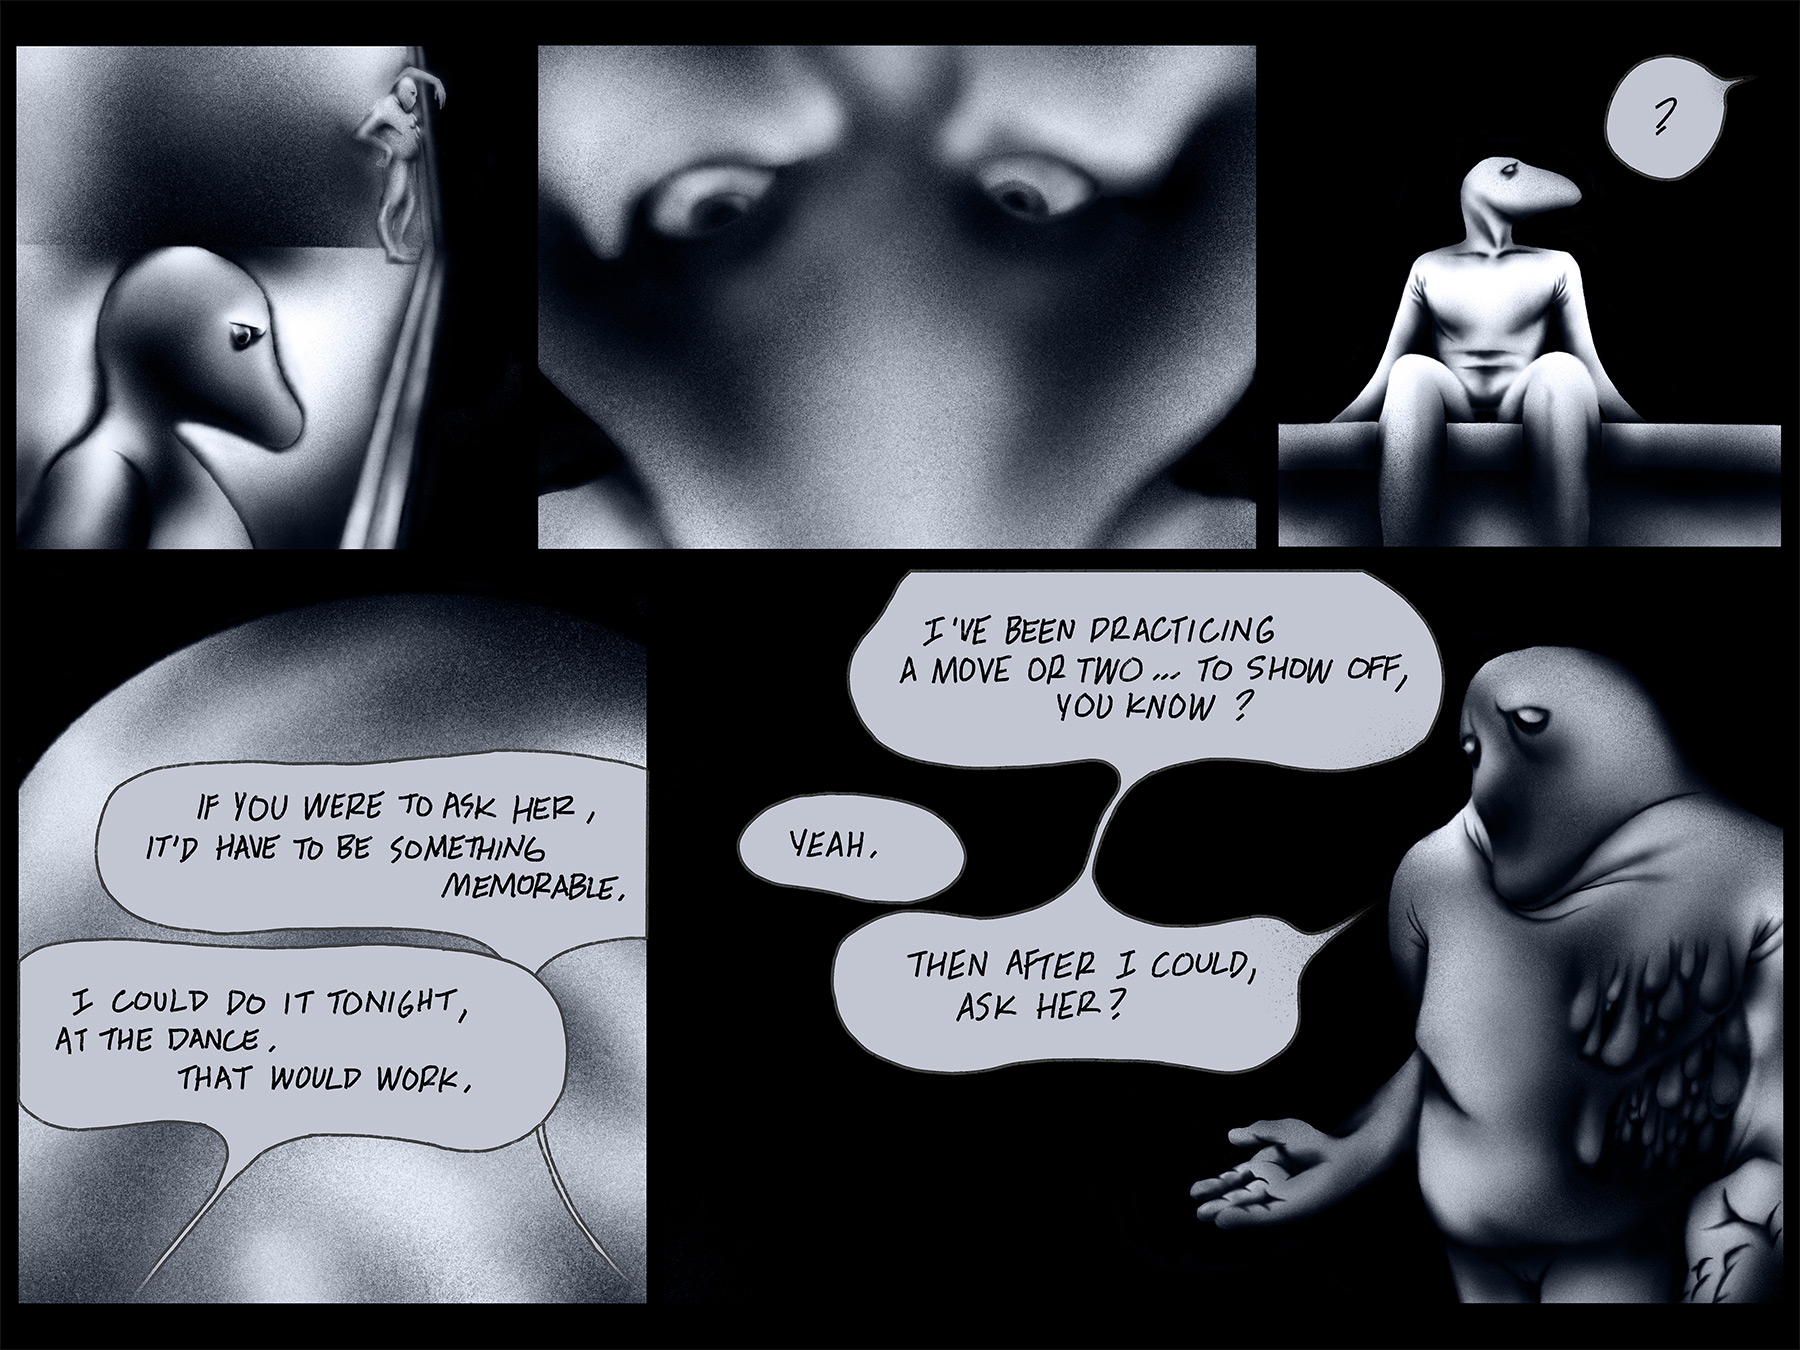 ?
IF YOU WERE TO ASK HER,
IT'D HAVE TO BE SOMETHING
MEMORABLE.
I COULD DO IT TONIGHT,
AT THE DANCE.
THAT WOULD WORK.
I'VE BEEN PRACTICING
A MOVE OR TWO... TO SHOW OFF,
YOU KNOW?
YEAH.
THEN AFTER I COULD,
ASK HER?